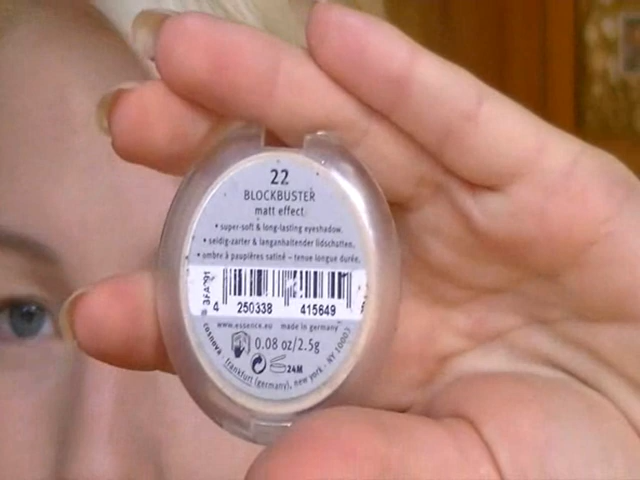 22
BLOCKBUSTER
matt effect
• super-soft & long-lasting eyeshadow.
• seidig-zarter & langanhaltender lidschatten.
• ombre à paupières satiné – tenue longue durée.
4 250338 415649
www.essence.eu made in germany
0.08 oz/2.5g
24M
cosnova · frankfurt (germany), new york - NY 10007